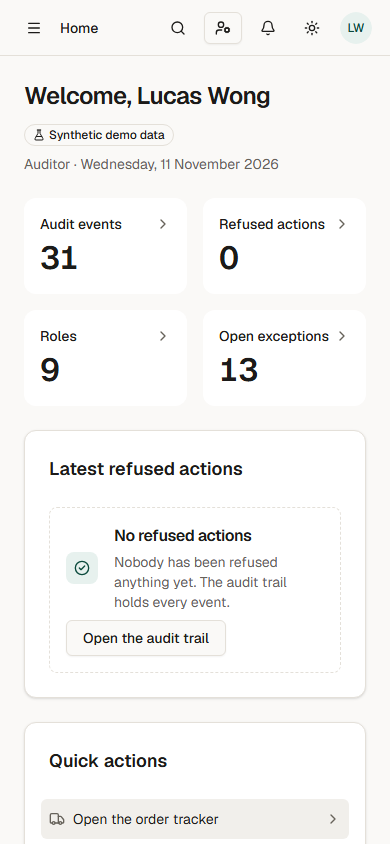 Home
LW
Welcome, Lucas Wong
Synthetic demo data
Auditor · Wednesday, 11 November 2026
Audit events
31
Refused actions
0
Roles
9
Open exceptions
13
Latest refused actions
No refused actions
Nobody has been refused
anything yet. The audit trail
holds every event.
Open the audit trail
Quick actions
Open the order tracker